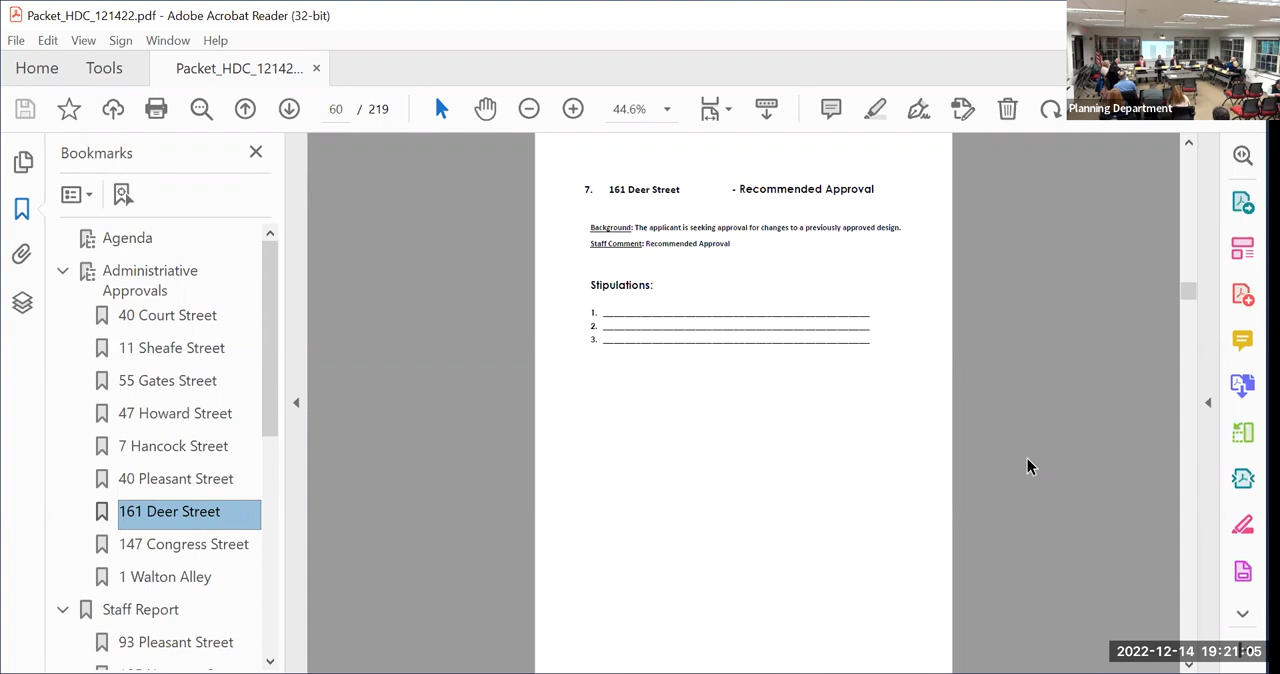 Packet_HDC_121422.pdf - Adobe Acrobat Reader (32-bit)
File Edit View Sign Window Help
Home Tools Packet_HDC_12142... ×
60 / 219 44.6%
Planning Department
Bookmarks
Agenda
Administrative
Approvals
40 Court Street
11 Sheafe Street
55 Gates Street
47 Howard Street
7 Hancock Street
40 Pleasant Street
161 Deer Street
147 Congress Street
1 Walton Alley
Staff Report
93 Pleasant Street
7. 161 Deer Street - Recommended Approval
Background: The applicant is seeking approval for changes to a previously approved design.
Staff Comment: Recommended Approval
Stipulations:
1.
2.
3.
2022-12-14 19:21:05